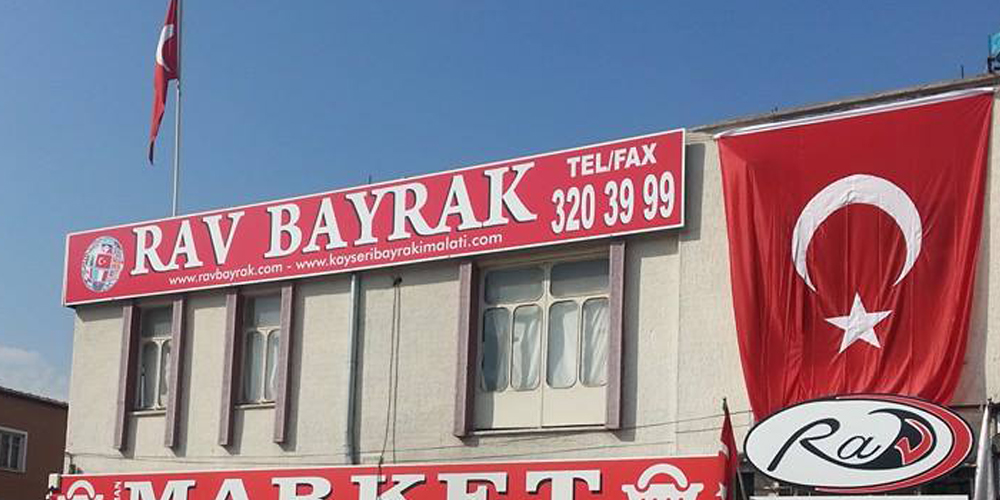 RAV BAYRAK
TEL/FAX
320 39 99
www.ravbayrak.com - www.kayseribayrakimalati.com
MARKET
Rav